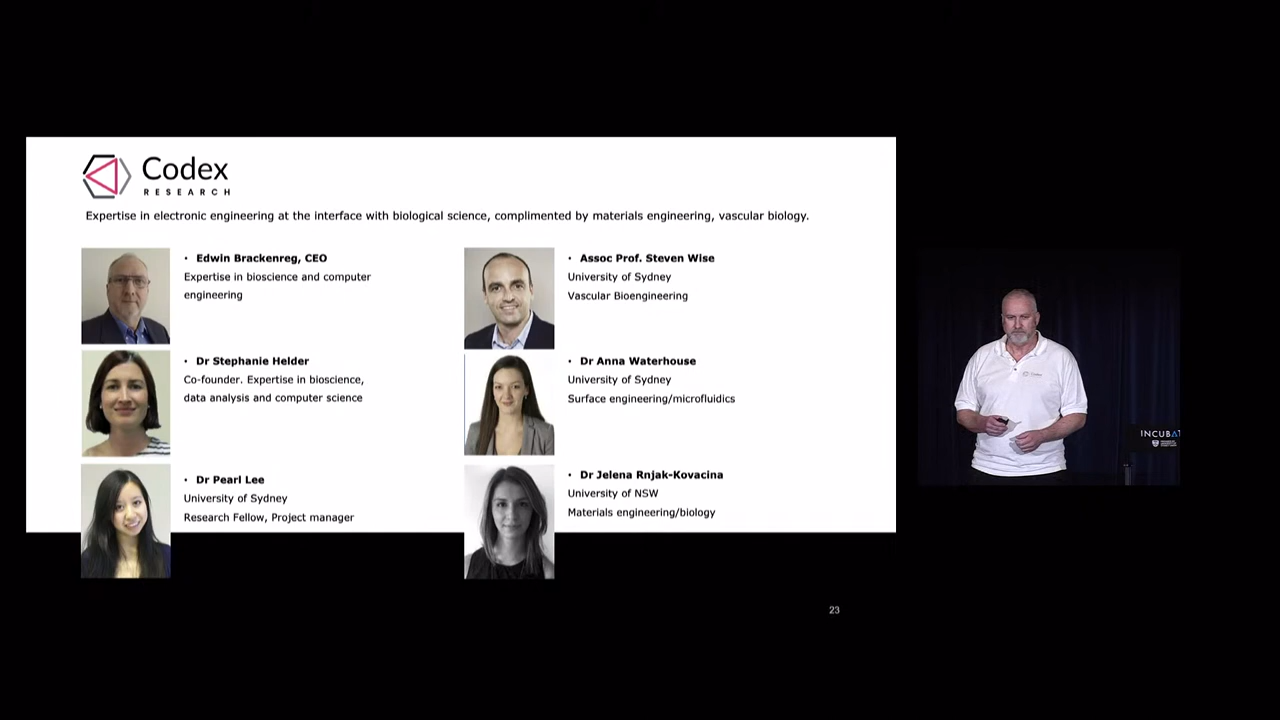 Codex
RESEARCH
Expertise in electronic engineering at the interface with biological science, complimented by materials engineering, vascular biology.
• Edwin Brackenreg, CEO
Expertise in bioscience and computer
engineering
• Dr Stephanie Helder
Co-founder. Expertise in bioscience,
data analysis and computer science
• Dr Pearl Lee
University of Sydney
Research Fellow, Project manager
• Assoc Prof. Steven Wise
University of Sydney
Vascular Bioengineering
• Dr Anna Waterhouse
University of Sydney
Surface engineering/microfluidics
• Dr Jelena Rnjak-Kovacina
University of NSW
Materials engineering/biology
23
Codex
INCUBAT